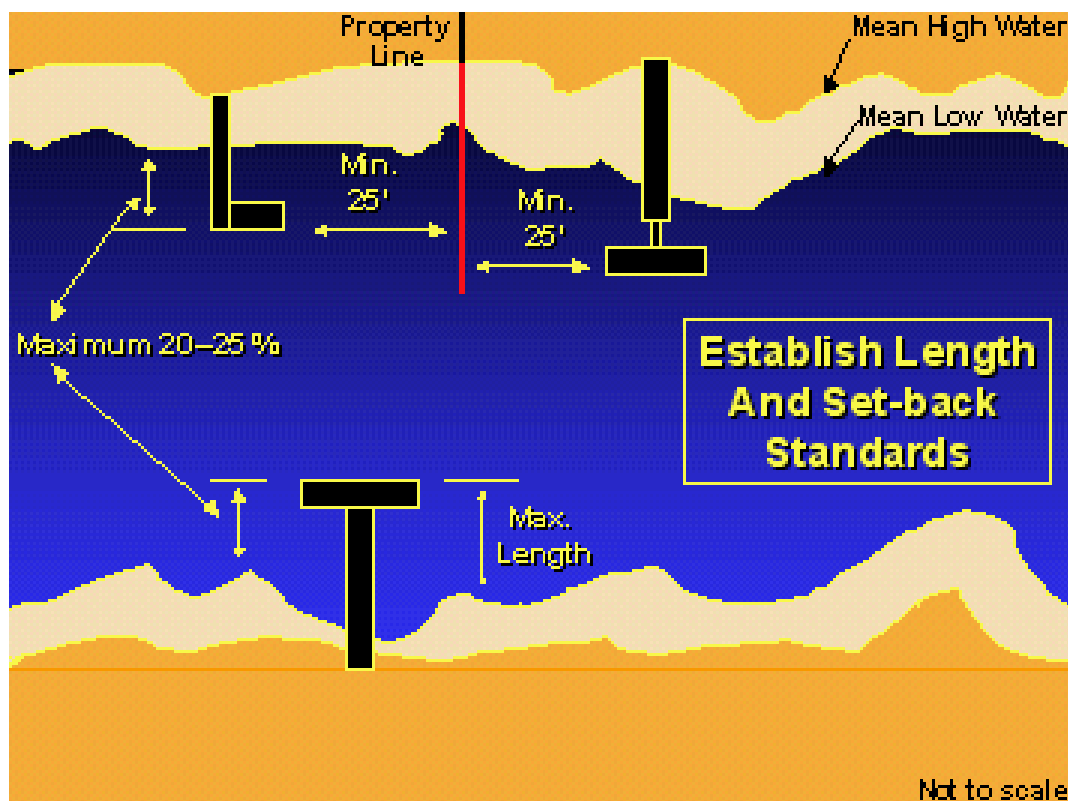 Property
Line
Mean High Water
Mean Low Water
Min.
25'
Min.
25'
Maximum 20-25%
Establish Length
And Set-back
Standards
Max.
Length
Not to scale